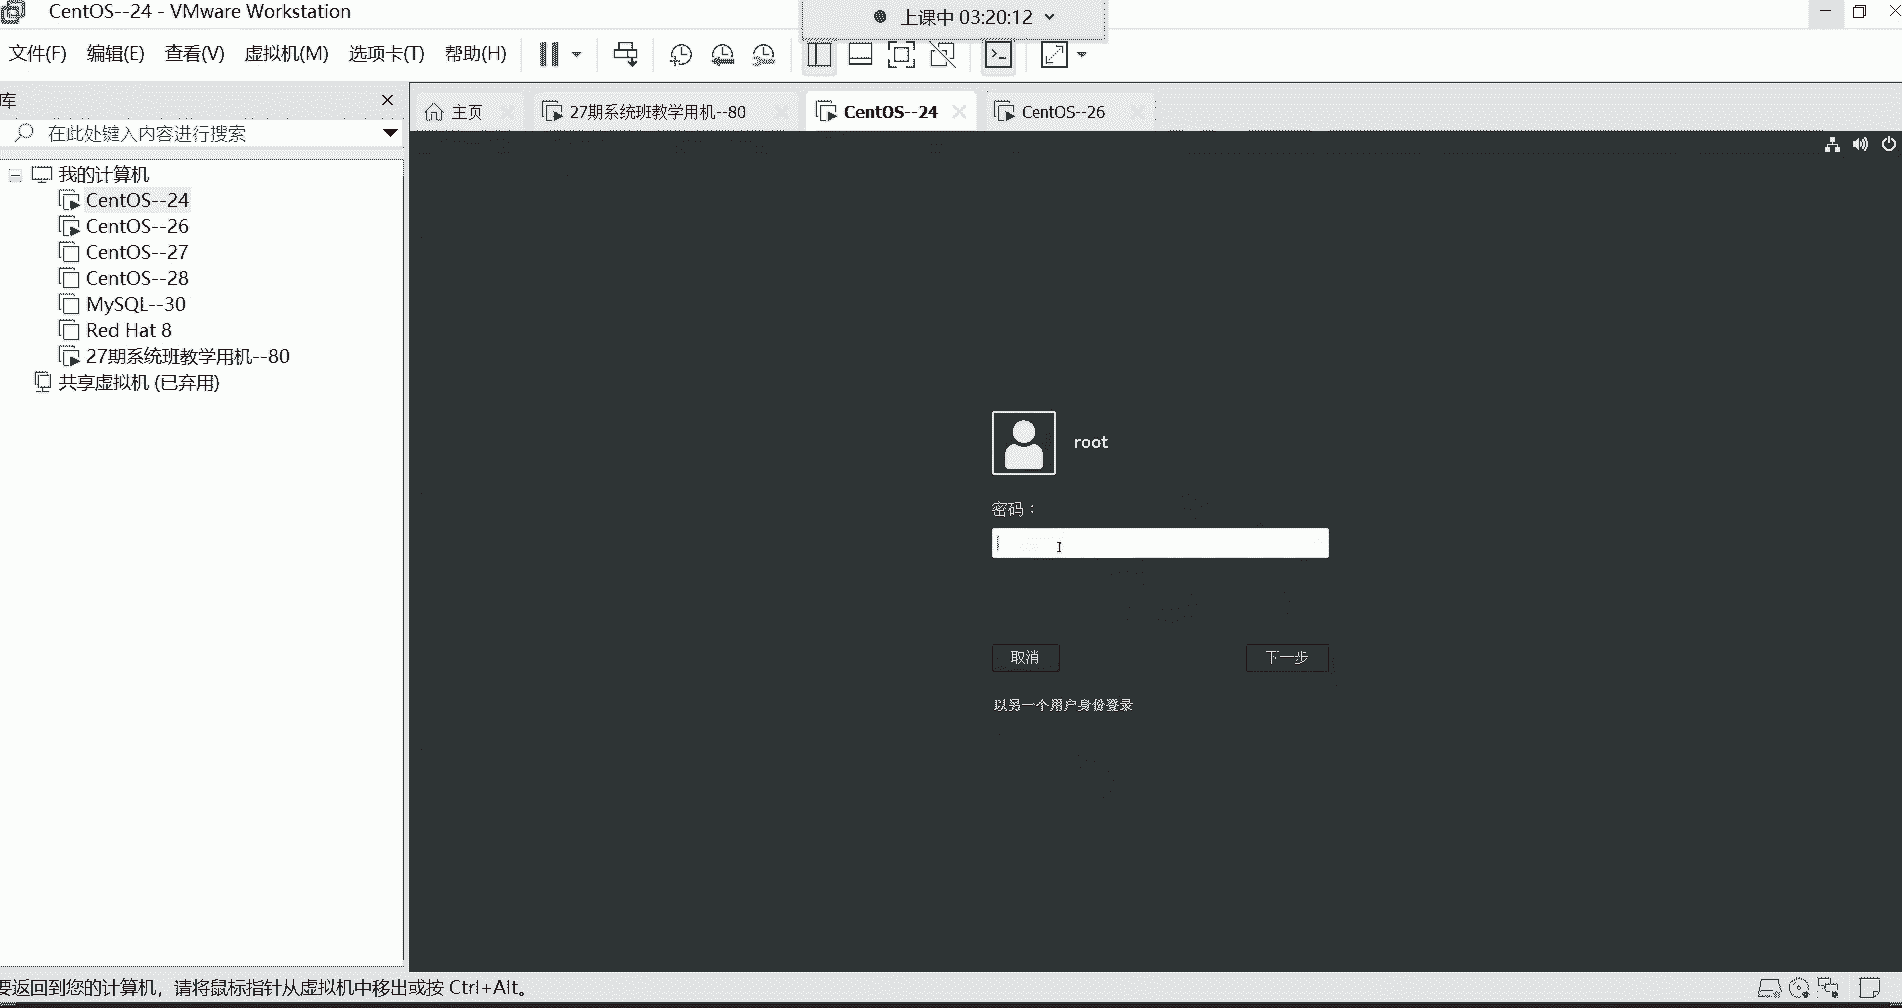 CentOS--24 - VMware Workstation
上课中 03:20:12
文件(F) 编辑(E) 查看(V) 虚拟机(M) 选项卡(T) 帮助(H)
库
在此处键入内容进行搜索
我的计算机
CentOS--24
CentOS--26
CentOS--27
CentOS--28
MySQL--30
Red Hat 8
27期系统班教学用机--80
共享虚拟机 (已弃用)
主页 27期系统班教学用机--80 CentOS--24 CentOS--26
root
密码：
取消 下一步
以另一个用户身份登录
要返回到您的计算机，请将鼠标指针从虚拟机中移出或按 Ctrl+Alt。